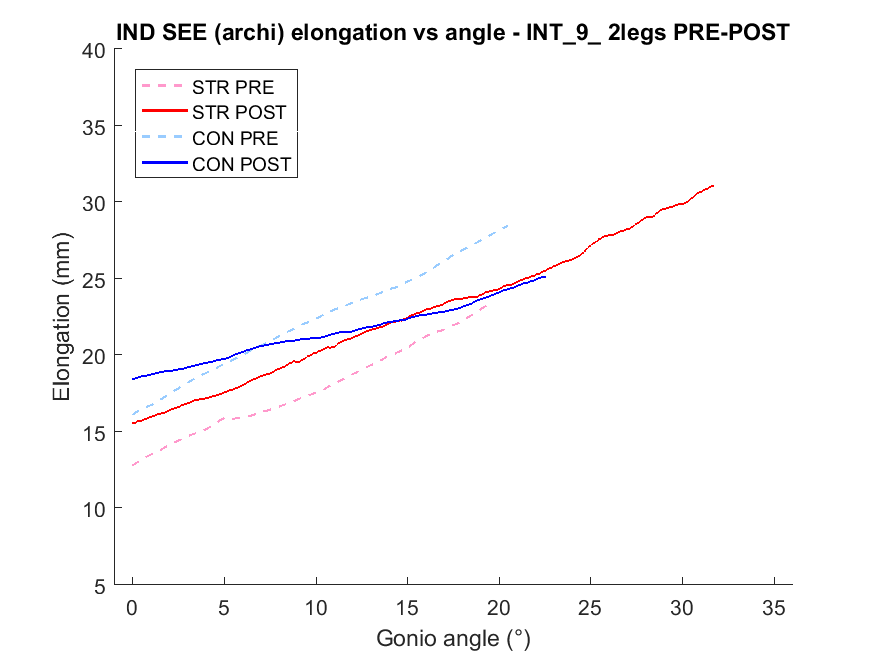 IND SEE (archi) elongation vs angle - INT_9_ 2legs PRE-POST
40
35
30
25
20
15
10
5
Elongation (mm)
STR PRE
STR POST
CON PRE
CON POST
0 5 10 15 20 25 30 35
Gonio angle (°)